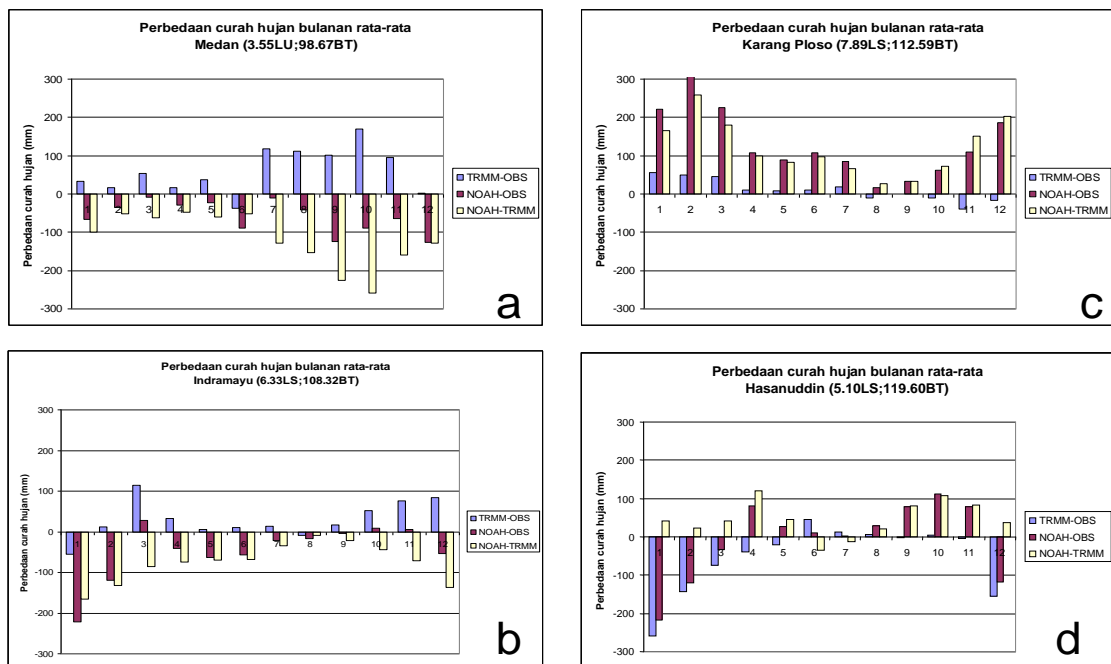 Perbedaan curah hujan bulanan rata-rata
Medan (3.55LU;98.67BT)
Perbedaan curah hujan (mm)
300
200
100
0
-100
-200
-300
1 2 3 4 5 6 7 8 9 10 11 12
TRMM-OBS
NOAH-OBS
NOAH-TRMM
a
Perbedaan curah hujan bulanan rata-rata
Karang Ploso (7.89LS;112.59BT)
Perbedaan curah hujan (mm)
300
200
100
0
-100
-200
-300
1 2 3 4 5 6 7 8 9 10 11 12
TRMM-OBS
NOAH-OBS
NOAH-TRMM
c
Perbedaan curah hujan bulanan rata-rata
Indramayu (6.33LS;108.32BT)
Perbedaan curah hujan (mm)
300
200
100
0
-100
-200
-300
1 2 3 4 5 6 7 8 9 10 11 12
TRMM-OBS
NOAH-OBS
NOAH-TRMM
b
Perbedaan curah hujan bulanan rata-rata
Hasanuddin (5.10LS;119.60BT)
Perbedaan curah hujan (mm)
300
200
100
0
-100
-200
-300
1 2 3 4 5 6 7 8 9 10 11 12
TRMM-OBS
NOAH-OBS
NOAH-TRMM
d